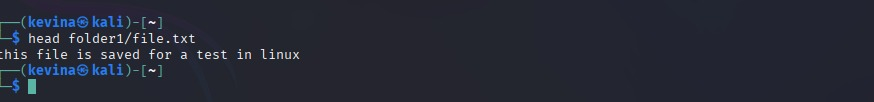 ┌──(kevina㉿kali)-[~]
└─$ head folder1/file.txt
this file is saved for a test in linux
┌──(kevina㉿kali)-[~]
└─$